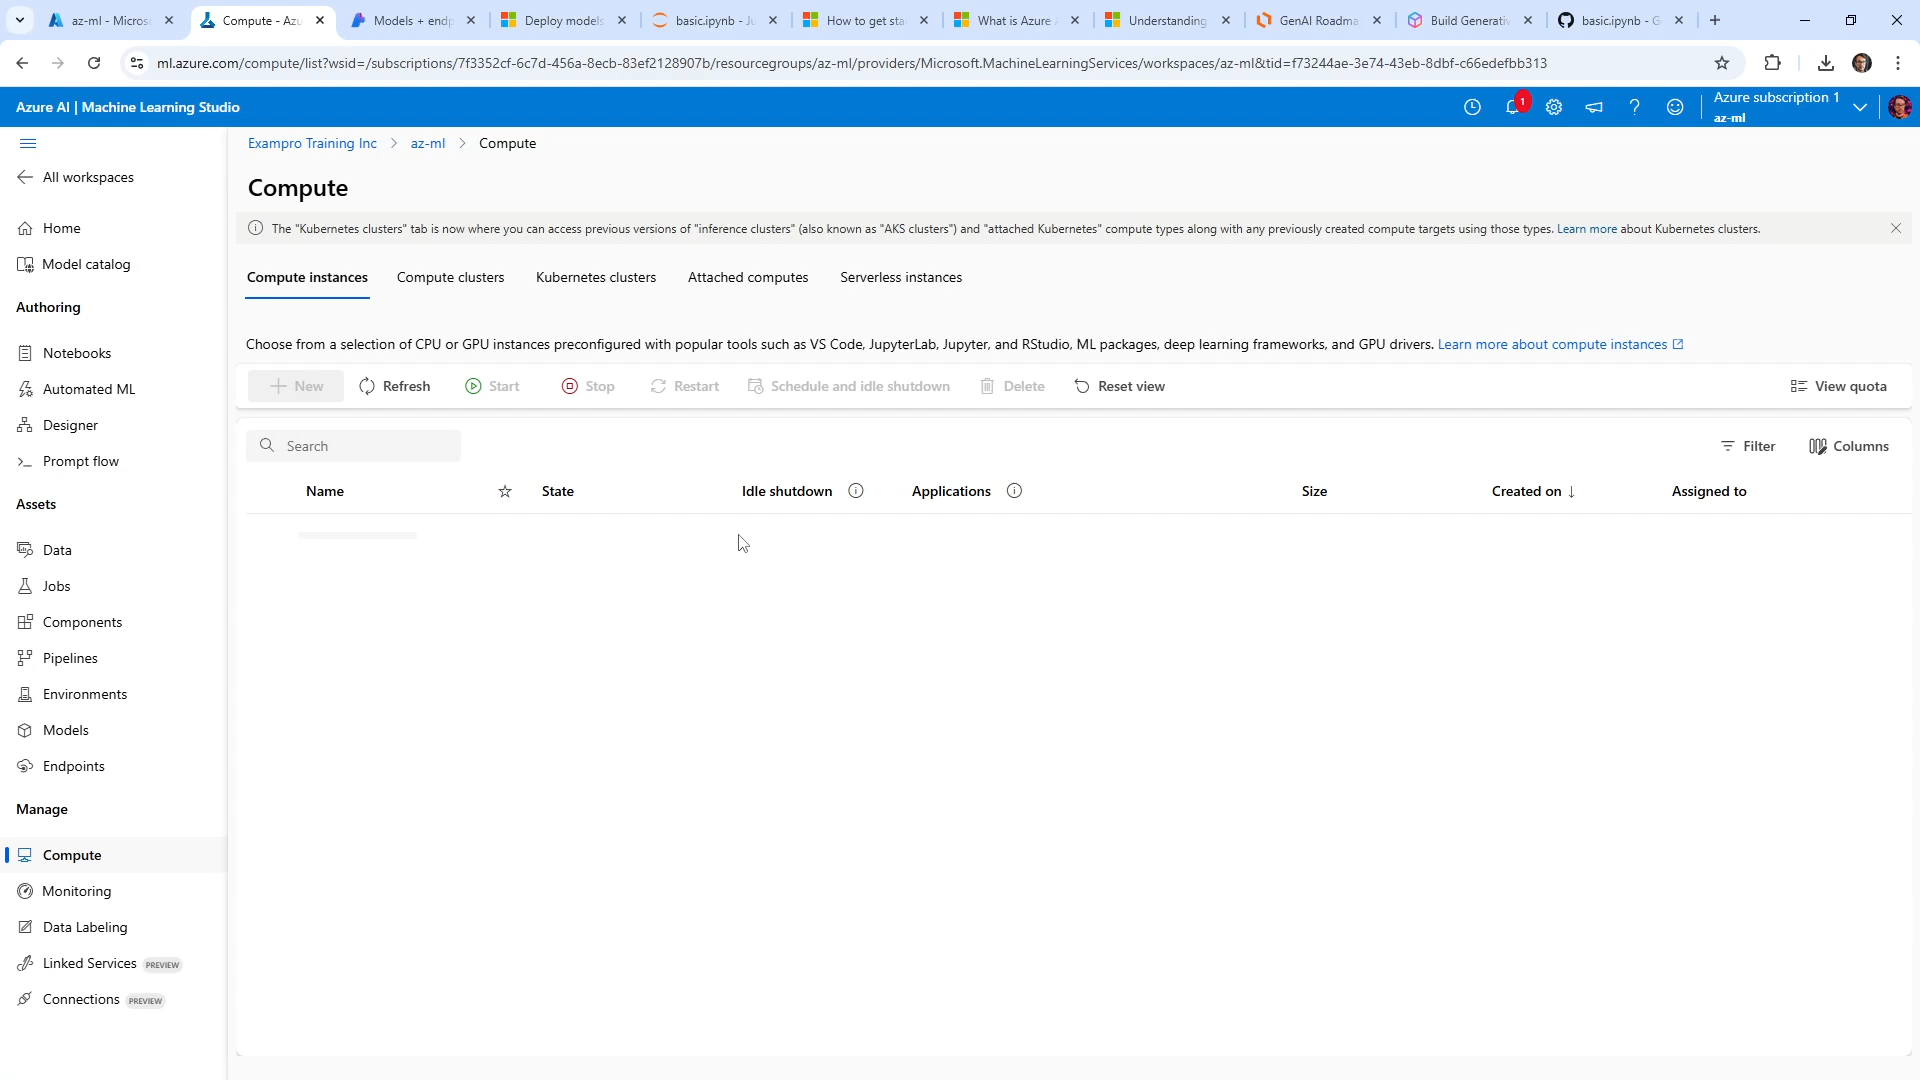 az-ml - Micros
Compute - Azu
Models + endp
Deploy models
basic.ipynb - Ju
How to get sta
What is Azure
Understanding
GenAI Roadma
Build Generativ
basic.ipynb - G
ml.azure.com/compute/list?wsid=/subscriptions/7f3352cf-6c7d-456a-8ecb-83ef2128907b/resourcegroups/az-ml/providers/Microsoft.MachineLearningServices/workspaces/az-ml&tid=f73244ae-3e74-43eb-8dbf-c66edefbb313
Azure AI | Machine Learning Studio
1
Azure subscription 1
az-ml
All workspaces
Home
Model catalog
Authoring
Notebooks
Automated ML
Designer
Prompt flow
Assets
Data
Jobs
Components
Pipelines
Environments
Models
Endpoints
Manage
Compute
Monitoring
Data Labeling
Linked Services PREVIEW
Connections PREVIEW
Exampro Training Inc > az-ml > Compute
Compute
The "Kubernetes clusters" tab is now where you can access previous versions of "inference clusters" (also known as "AKS clusters") and "attached Kubernetes" compute types along with any previously created compute targets using those types. Learn more about Kubernetes clusters.
Compute instances Compute clusters Kubernetes clusters Attached computes Serverless instances
Choose from a selection of CPU or GPU instances preconfigured with popular tools such as VS Code, JupyterLab, Jupyter, and RStudio, ML packages, deep learning frameworks, and GPU drivers. Learn more about compute instances
New Refresh Start Stop Restart Schedule and idle shutdown Delete Reset view View quota
Search Filter Columns
Name State Idle shutdown Applications Size Created on ↓ Assigned to